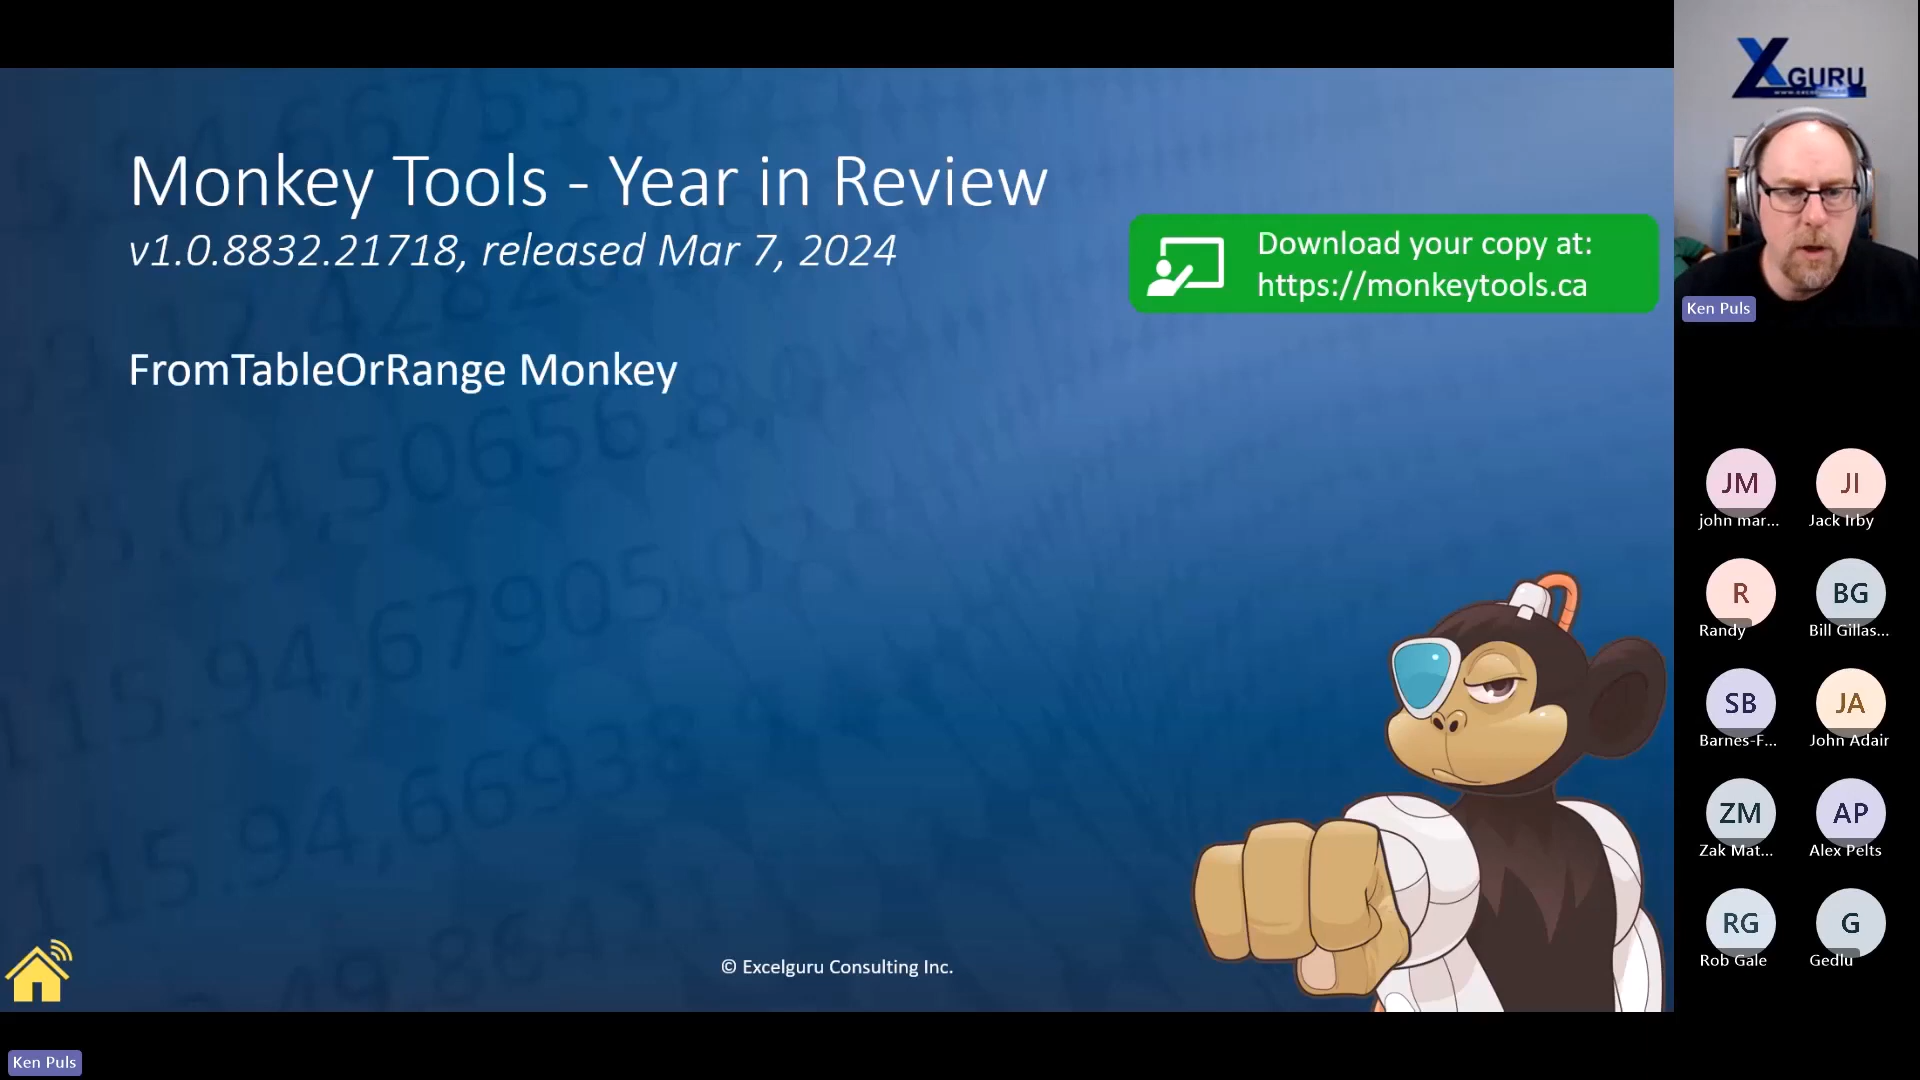 Monkey Tools - Year in Review
v1.0.8832.21718, released Mar 7, 2024
Download your copy at:
https://monkeytools.ca
FromTableOrRange Monkey
© Excelguru Consulting Inc.
Ken Puls
XGURU
Ken Puls
JM
JI
john mar...
Jack Irby
R
BG
Randy
Bill Gillas...
SB
JA
Barnes-F...
John Adair
ZM
AP
Zak Mat...
Alex Pelts
RG
G
Rob Gale
Gedlu